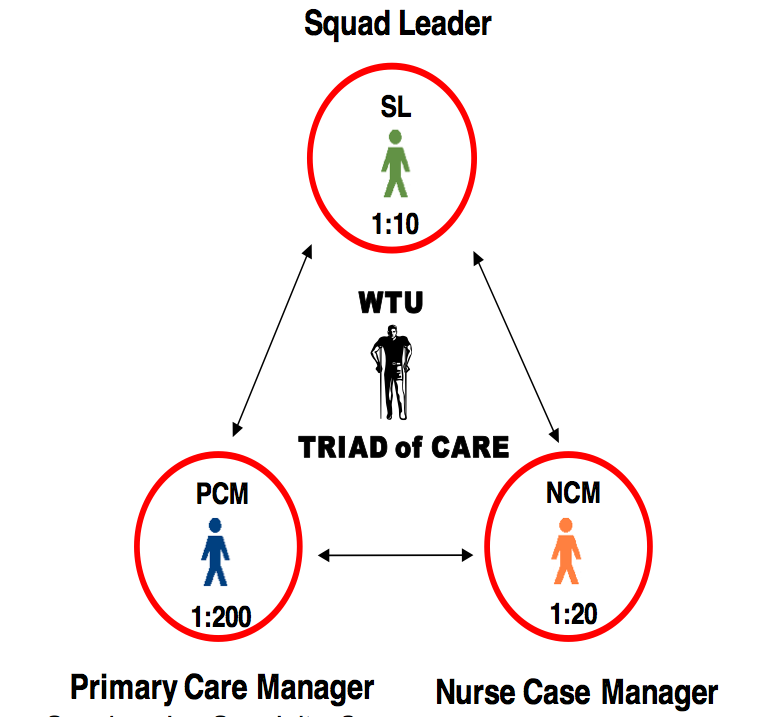 Squad Leader
SL
1:10
WTU
TRIAD of CARE
PCM
1:200
NCM
1:20
Primary Care Manager
Nurse Case Manager